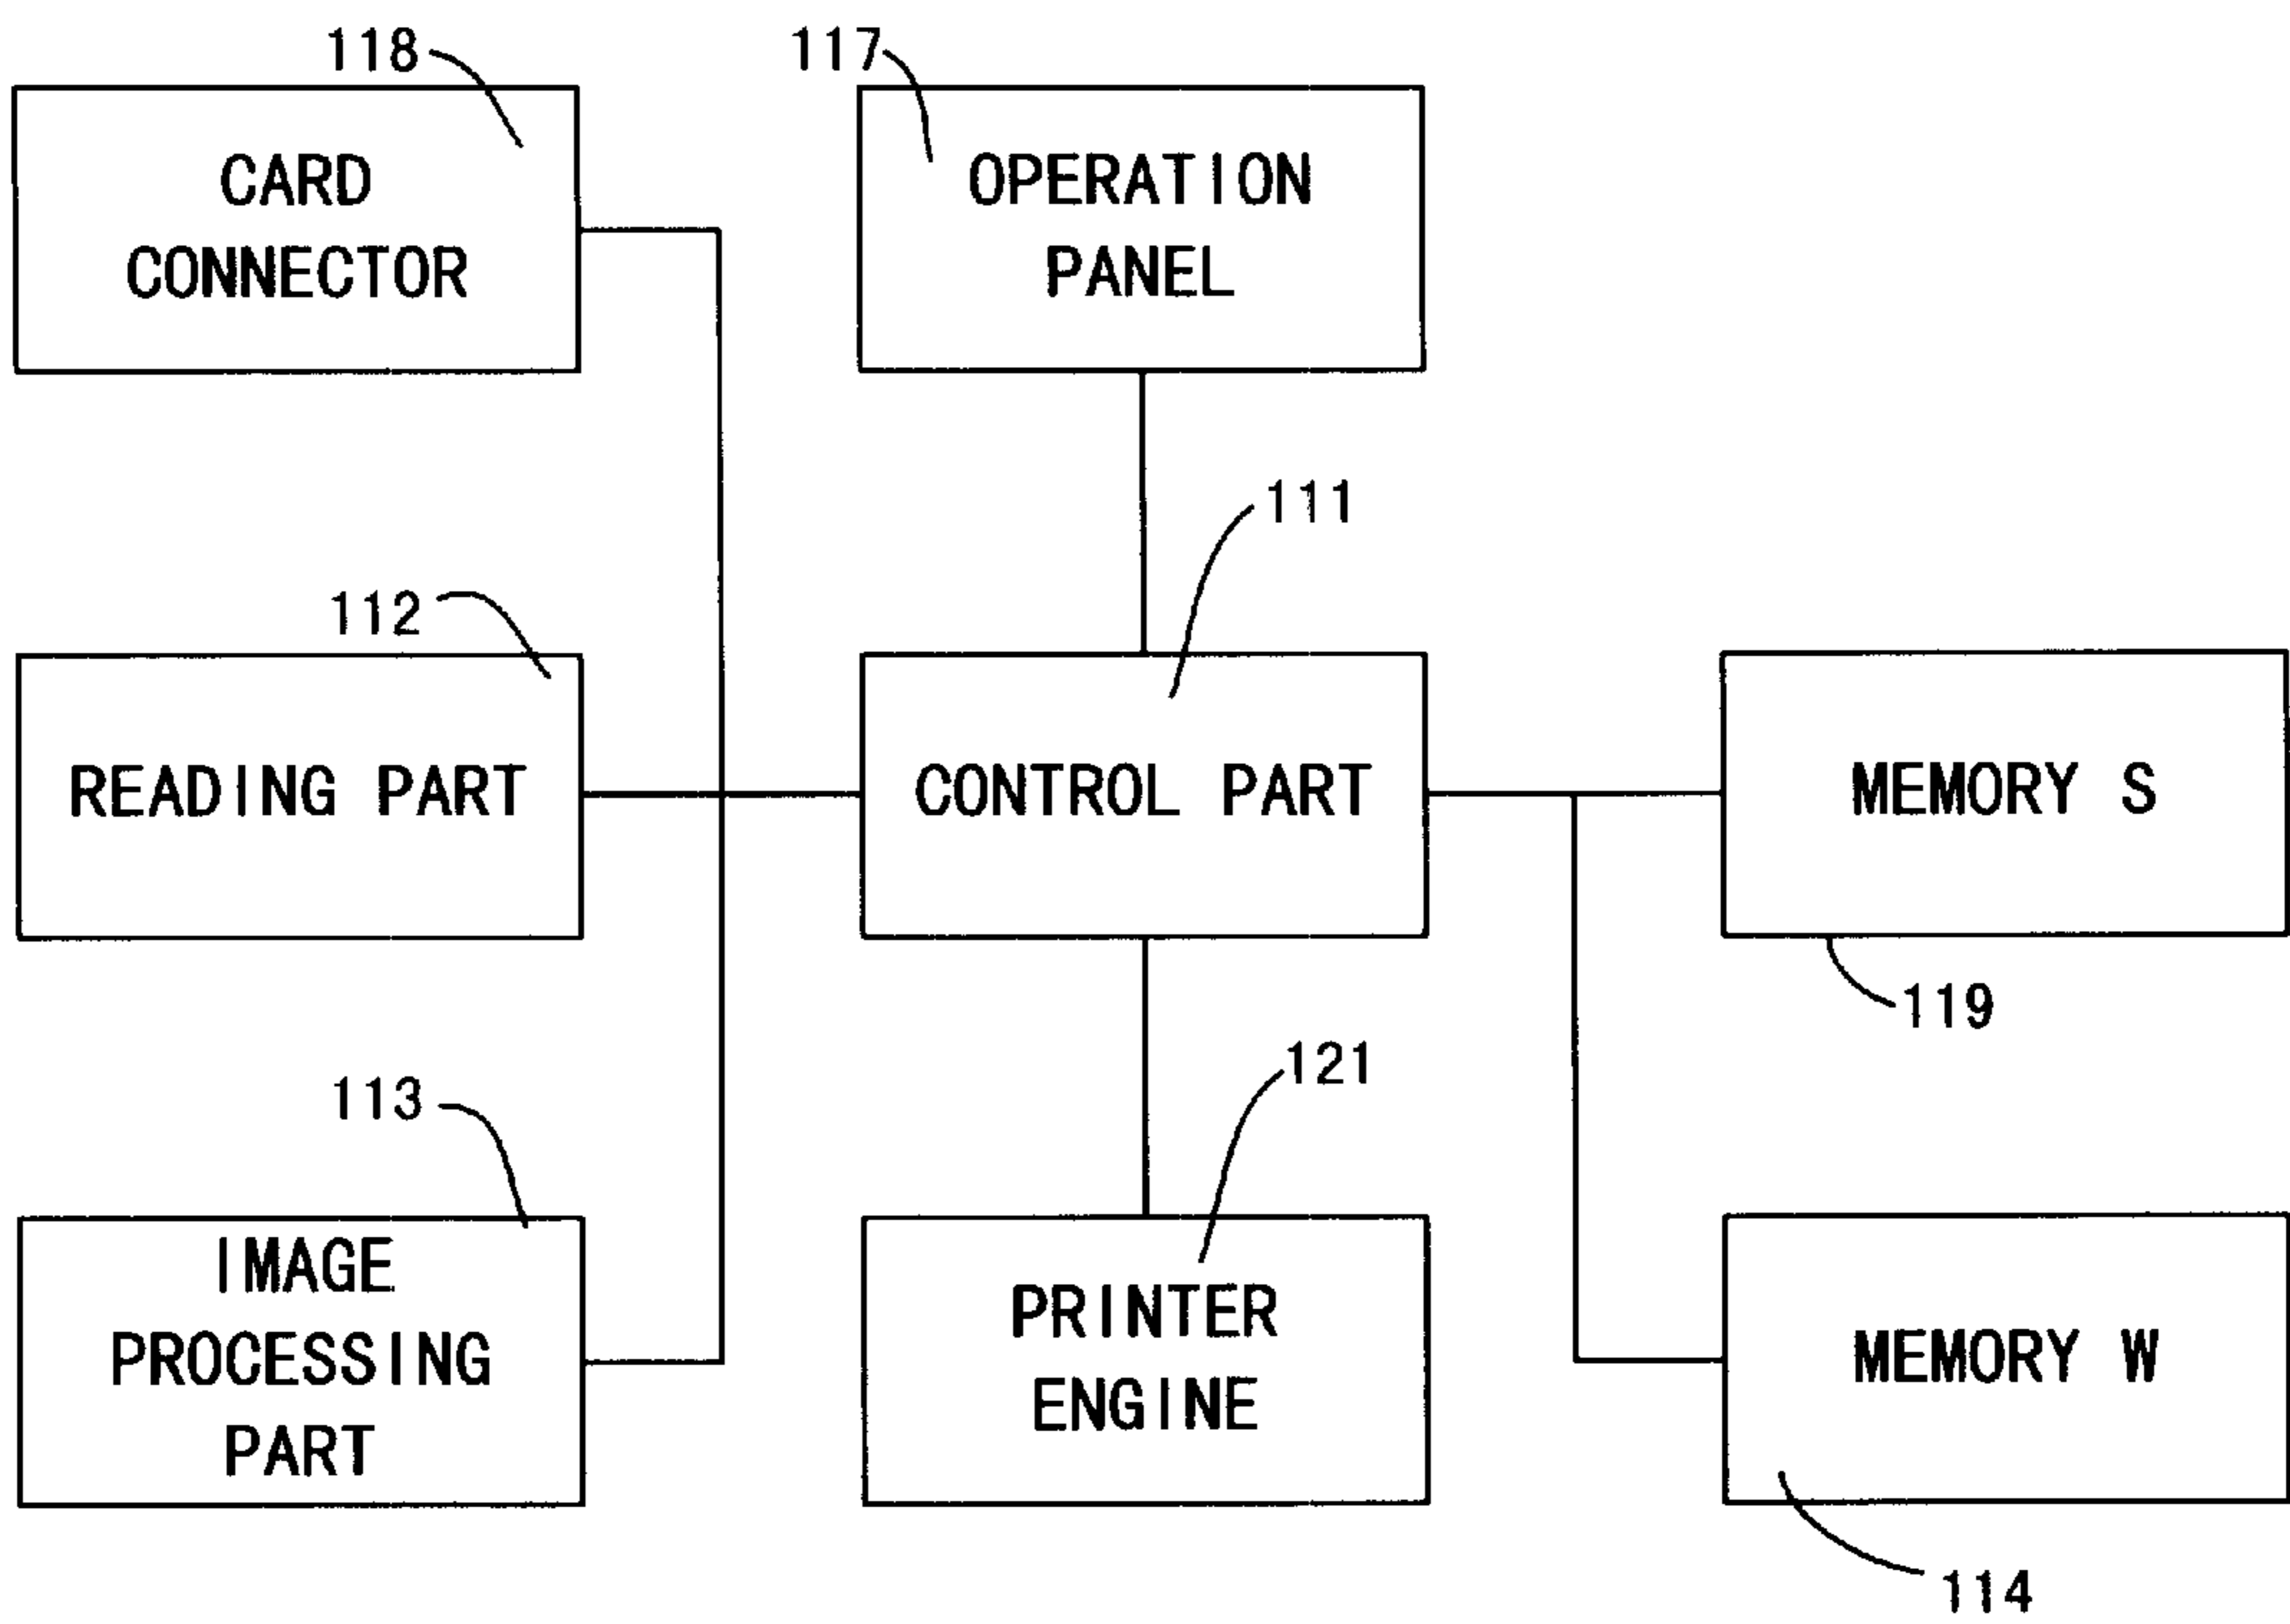 118
CARD
CONNECTOR
117
OPERATION
PANEL
112
READING PART
111
CONTROL PART
MEMORY S
119
113
IMAGE
PROCESSING
PART
121
PRINTER
ENGINE
MEMORY W
114